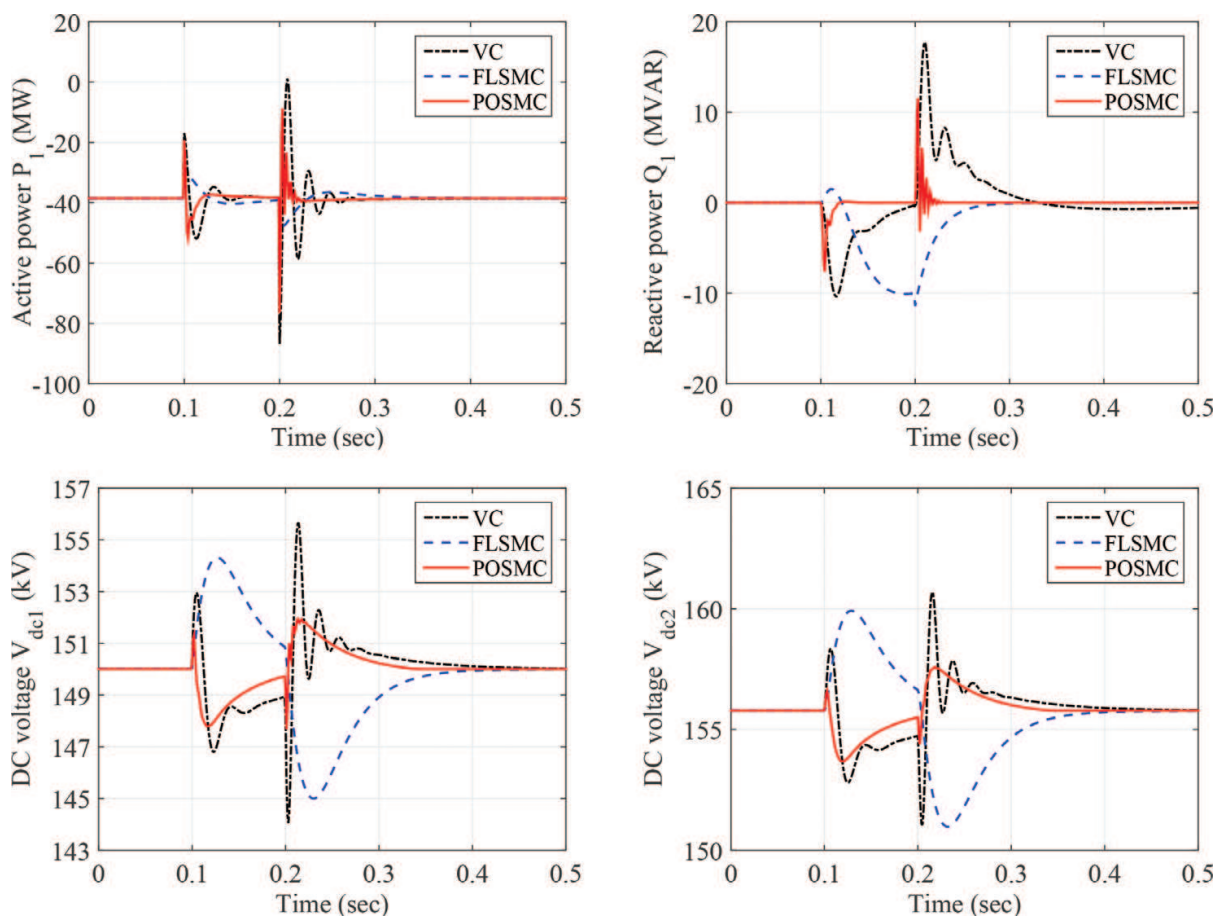 Active power P1 (MW)
20
0
-20
-40
-60
-80
-100
VC
FLSMC
POSMC
0 0.1 0.2 0.3 0.4 0.5
Time (sec)
Reactive power Q1 (MVAR)
20
10
0
-10
-20
VC
FLSMC
POSMC
0 0.1 0.2 0.3 0.4 0.5
Time (sec)
DC voltage Vdc1 (kV)
157
155
153
151
149
147
145
143
VC
FLSMC
POSMC
0 0.1 0.2 0.3 0.4 0.5
Time (sec)
DC voltage Vdc2 (kV)
165
160
155
150
VC
FLSMC
POSMC
0 0.1 0.2 0.3 0.4 0.5
Time (sec)